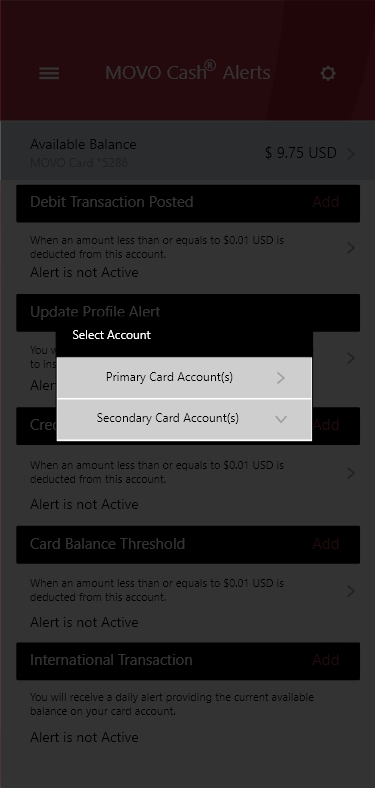 MOVO Cash® Alerts
Available Balance
MOVO Card *5286
$ 9.75 USD
Debit Transaction Posted Add
When an amount less than or equals to $0.01 USD is
deducted from this account.
Alert is not Active
Update Profile Alert
Select Account
You w
to ins
Primary Card Account(s)
Aler
Secondary Card Account(s)
Cre Add
When an amount less than or equals to $0.01 USD is
deducted from this account.
Alert is not Active
Card Balance Threshold Add
When an amount less than or equals to $0.01 USD is
deducted from this account.
Alert is not Active
International Transaction Add
You will receive a daily alert providing the current available
balance on your card account.
Alert is not Active